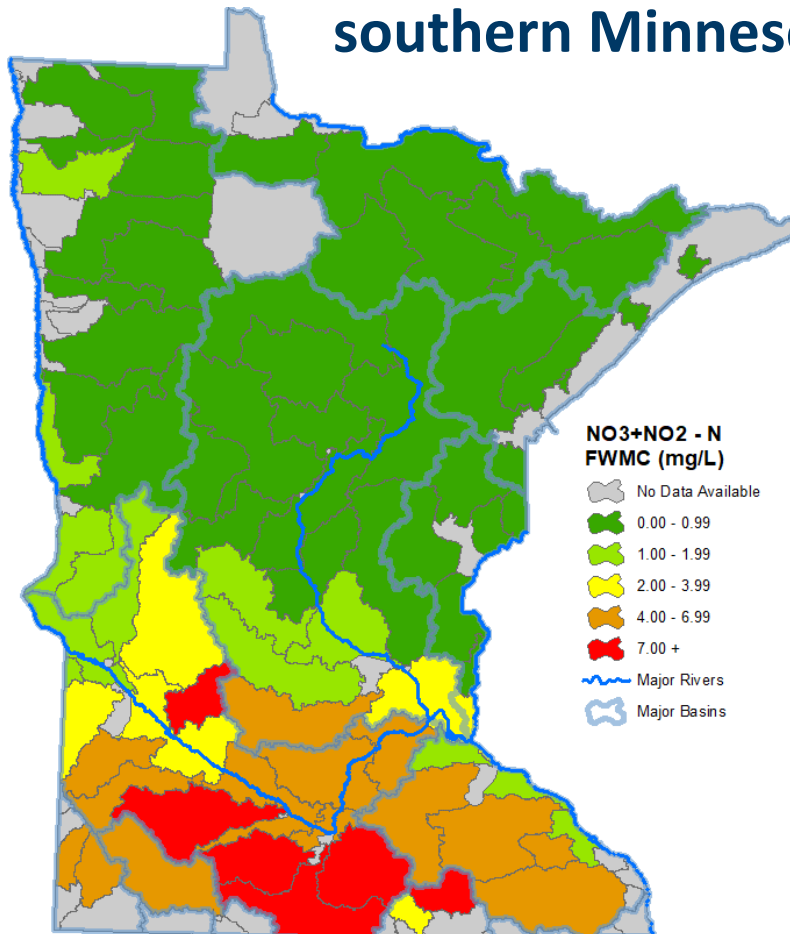 southern
NO3+NO2 - N
FWMC (mg/L)
No Data Available
0.00 - 0.99
1.00 - 1.99
2.00 - 3.99
4.00 - 6.99
7.00 +
Major Rivers
Major Basins